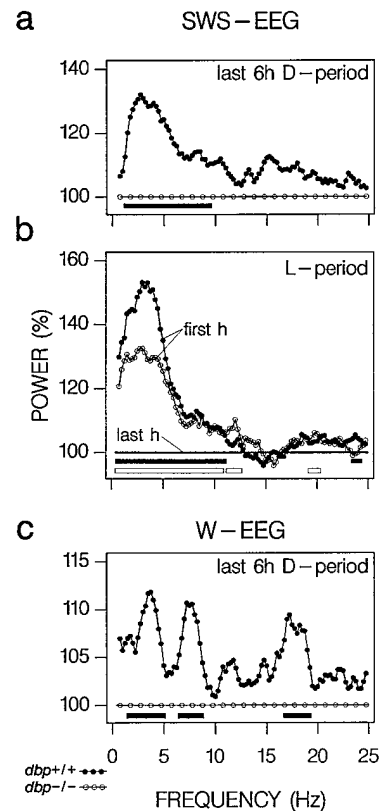 a
SWS–EEG
last 6h D–period
140
120
100
b
L–period
160
140
120
100
first h
last h
POWER (%)
c
W–EEG
last 6h D–period
115
110
105
100
0 5 10 15 20 25
dbp+/+
dbp-/-
FREQUENCY (Hz)